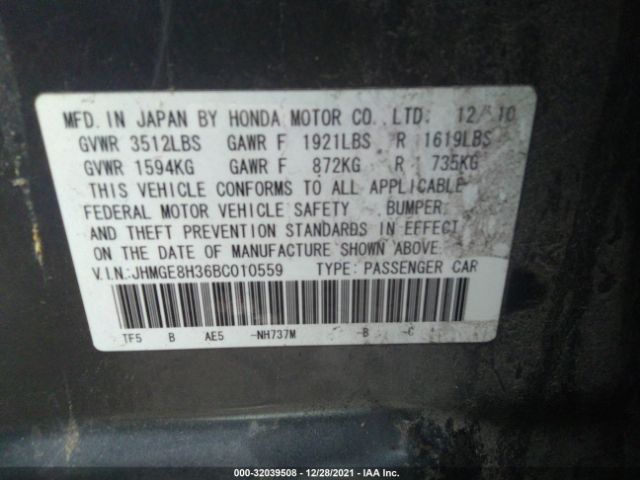 MFD. IN JAPAN BY HONDA MOTOR CO., LTD. 12/10
GVWR 3512LBS GAWR F 1921LBS R 1619LBS
GVWR 1594KG GAWR F 872KG R 735KG
THIS VEHICLE CONFORMS TO ALL APPLICABLE
FEDERAL MOTOR VEHICLE SAFETY, BUMPER,
AND THEFT PREVENTION STANDARDS IN EFFECT
ON THE DATE OF MANUFACTURE SHOWN ABOVE.
V.IN:JHMGE8H36BC010559 TYPE: PASSENGER CAR
TF5 B AE5 -NH737M -B -C
000-32039508 - 12/28/2021 - IAA Inc.